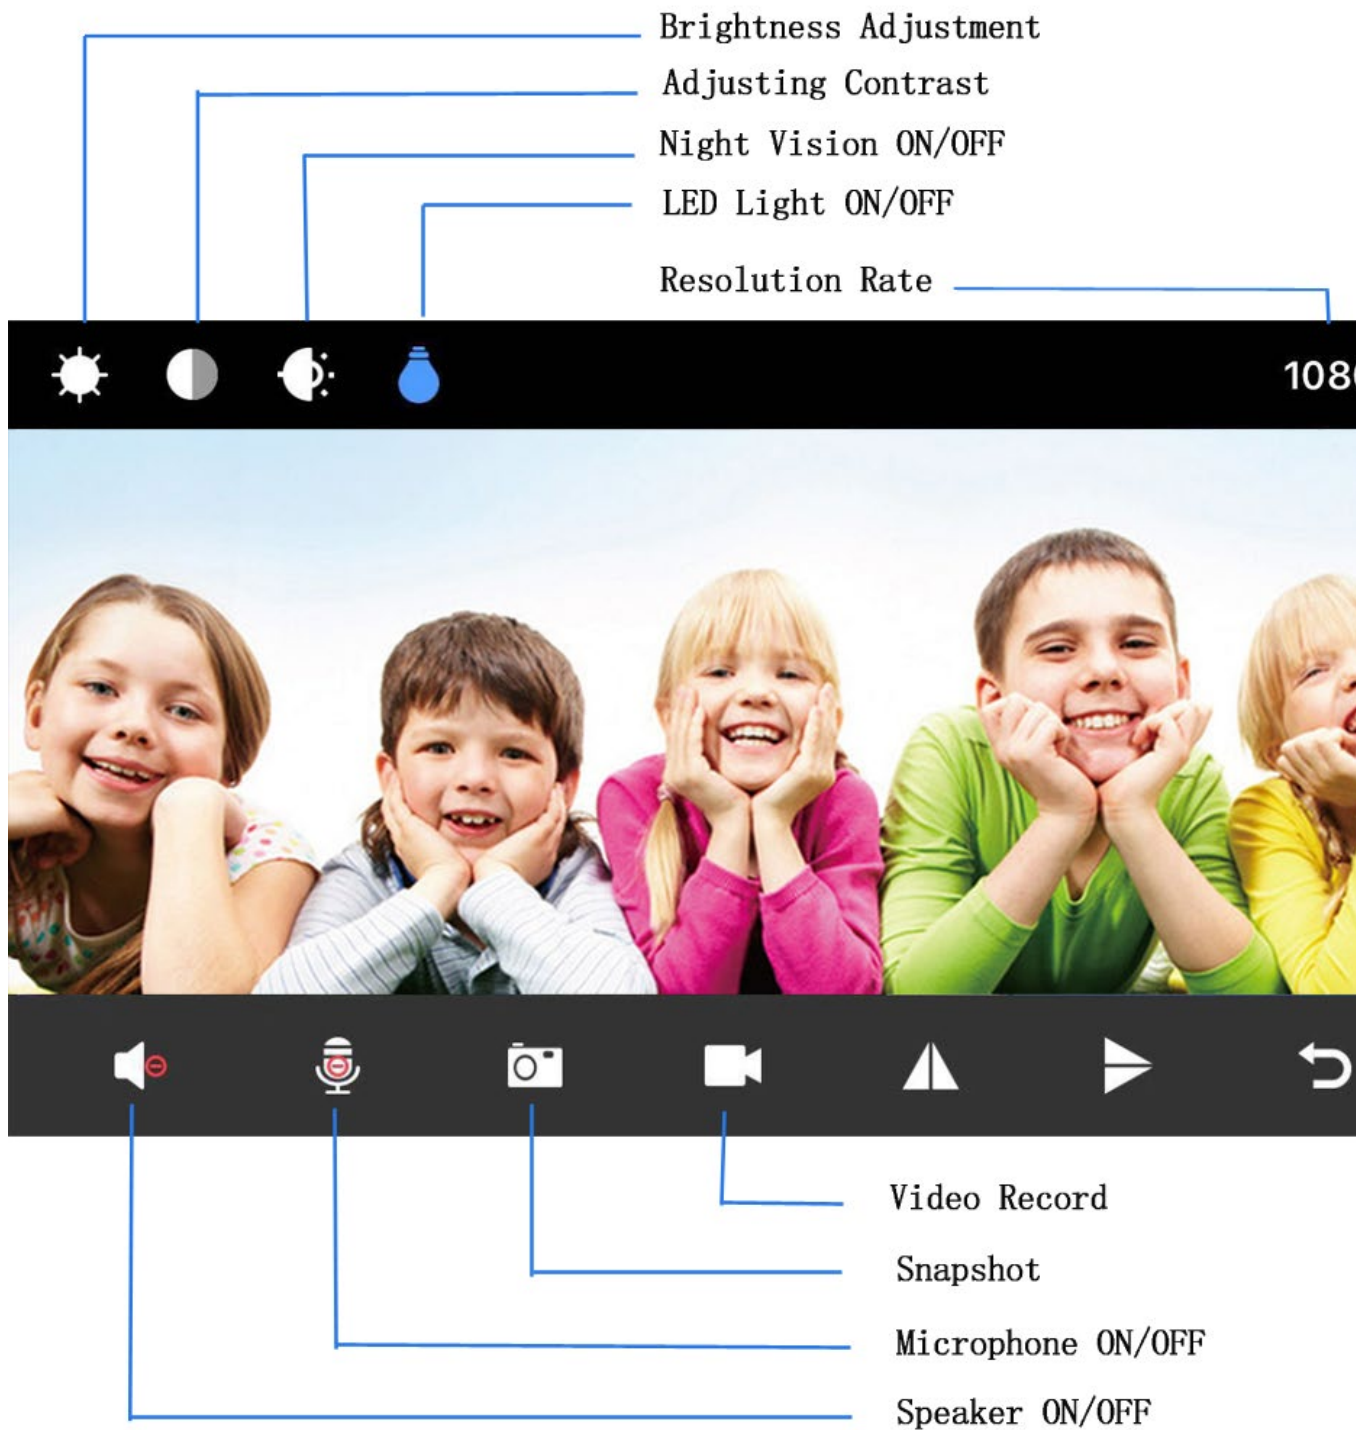 Brightness Adjustment
Adjusting Contrast
Night Vision ON/OFF
LED Light ON/OFF
Resolution Rate
108
Video Record
Snapshot
Microphone ON/OFF
Speaker ON/OFF